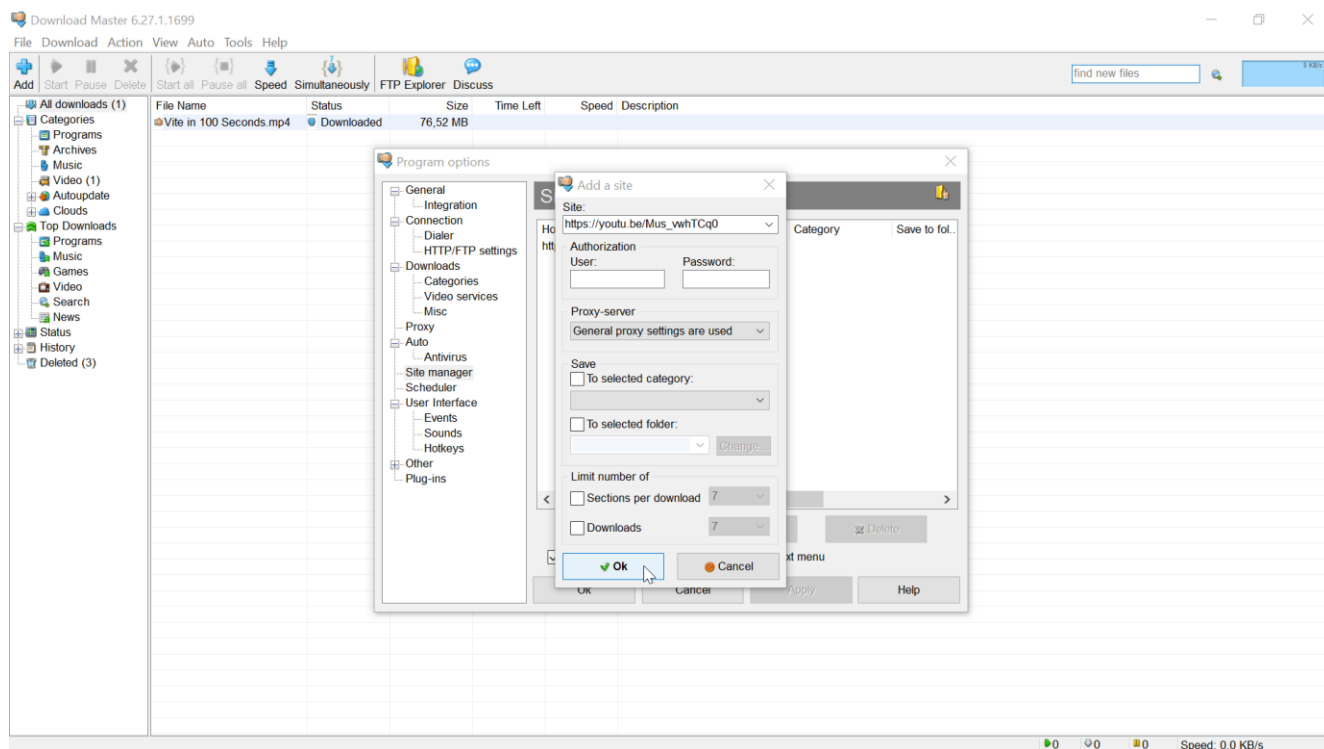 Download Master 6.27.1.1699
File Download Action View Auto Tools Help
Add Start Pause Delete Start all Pause all Speed Simultaneously FTP Explorer Discuss
find new files
5 KB/s
All downloads (1)
Categories
Programs
Archives
Music
Video (1)
Autoupdate
Clouds
Top Downloads
Programs
Music
Games
Video
Search
News
Status
History
Deleted (3)
File Name Status Size Time Left Speed Description
Vite in 100 Seconds.mp4 Downloaded 76,52 MB
Program options
General
Integration
Connection
Dialer
HTTP/FTP settings
Downloads
Categories
Video services
Misc
Proxy
Auto
Antivirus
Site manager
Scheduler
User Interface
Events
Sounds
Hotkeys
Other
Plug-ins
S
Ho
Category Save to fol..
htt
Delete
xt menu
Ok Cancel Apply Help
Add a site
Site:
https://youtu.be/Mus_vwhTCq0
Authorization
User: Password:
Proxy-server
General proxy settings are used
Save
To selected category:
To selected folder:
Change...
Limit number of
Sections per download 7
Downloads 7
Ok Cancel
0 0 0 Speed: 0.0 KB/s